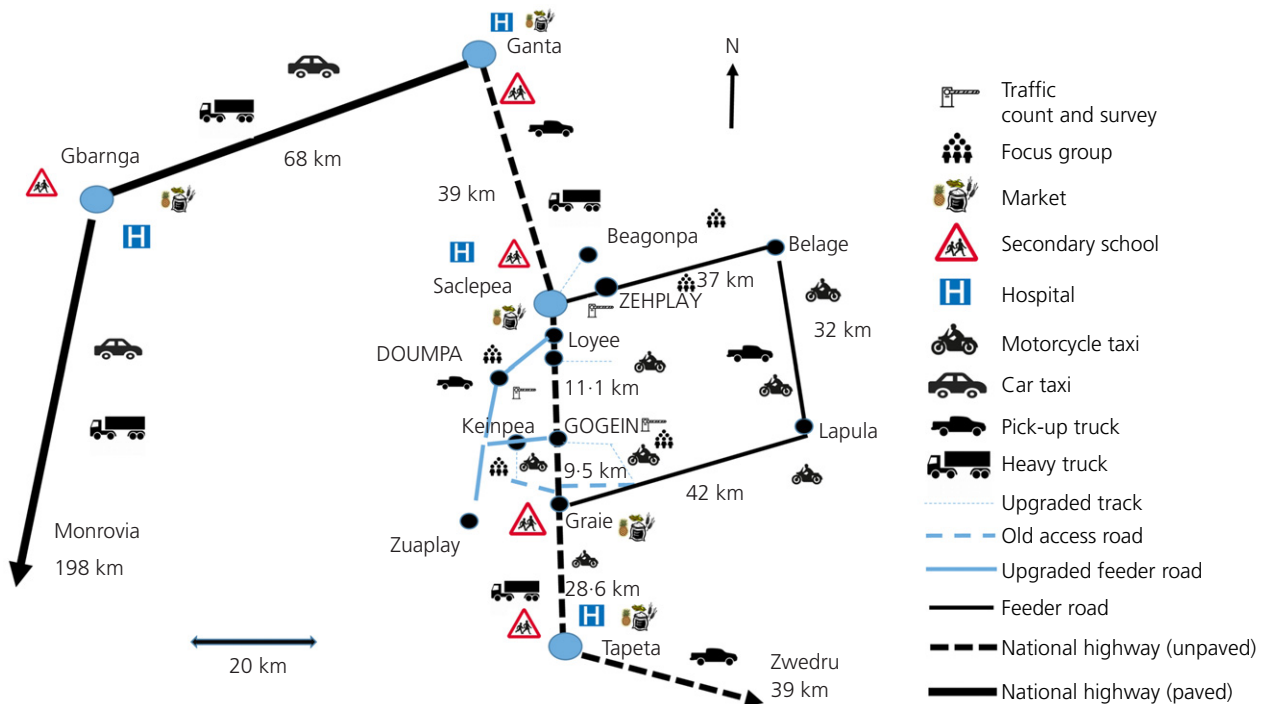 Ganta
N
Traffic
count and survey
Focus group
Gbarnga
68 km
Market
39 km
Beagonpa
Belage
Secondary school
Saclepea
37 km
ZEHPLAY
Hospital
32 km
Loyee
DOUMPA
Motorcycle taxi
11·1 km
Car taxi
Keinpea
GOGEIN
Lapula
Pick-up truck
9·5 km
Heavy truck
42 km
Upgraded track
Graie
Monrovia
198 km
Zuaplay
Old access road
Upgraded feeder road
28·6 km
Feeder road
Tapeta
20 km
Zwedru
39 km
National highway (unpaved)
National highway (paved)
H
H
H
H
H